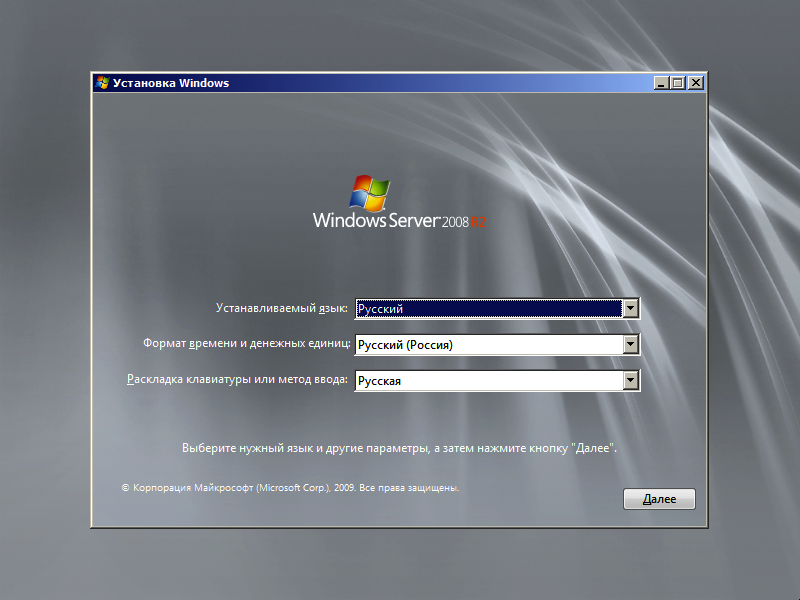 Установка Windows
Windows Server 2008 R2
Устанавливаемый язык: Русский
Формат времени и денежных единиц: Русский (Россия)
Раскладка клавиатуры или метод ввода: Русская
Выберите нужный язык и другие параметры, а затем нажмите кнопку "Далее".
© Корпорация Майкрософт (Microsoft Corp.), 2009. Все права защищены.
Далее